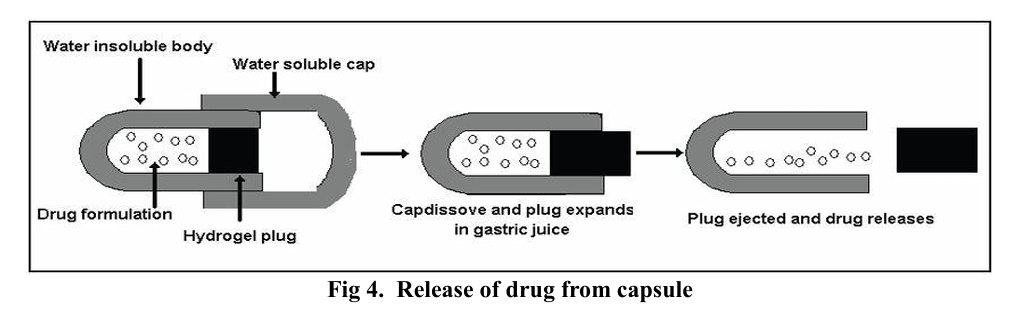 Water insoluble body
Water soluble cap
Drug formulation
Hydrogel plug
Capdissove and plug expands
in gastric juice
Plug ejected and drug releases
Fig 4.  Release of drug from capsule